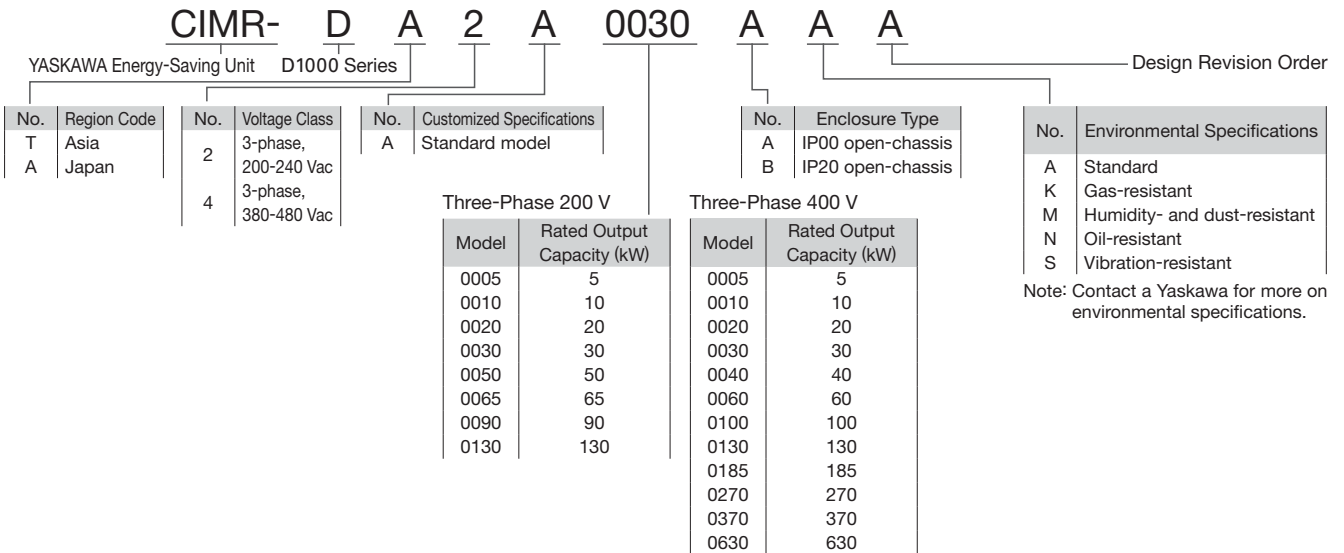 CIMR- D A 2 A 0030 A A A
YASKAWA Energy-Saving Unit D1000 Series
Design Revision Order
No. Region Code
T Asia
A Japan
No. Voltage Class
2 3-phase, 200-240 Vac
4 3-phase, 380-480 Vac
No. Customized Specifications
A Standard model
No. Enclosure Type
A IP00 open-chassis
B IP20 open-chassis
No. Environmental Specifications
A Standard
K Gas-resistant
M Humidity- and dust-resistant
N Oil-resistant
S Vibration-resistant
Note: Contact a Yaskawa for more on
environmental specifications.
Three-Phase 200 V
Model Rated Output Capacity (kW)
0005 5
0010 10
0020 20
0030 30
0050 50
0065 65
0090 90
0130 130
Three-Phase 400 V
Model Rated Output Capacity (kW)
0005 5
0010 10
0020 20
0030 30
0040 40
0060 60
0100 100
0130 130
0185 185
0270 270
0370 370
0630 630